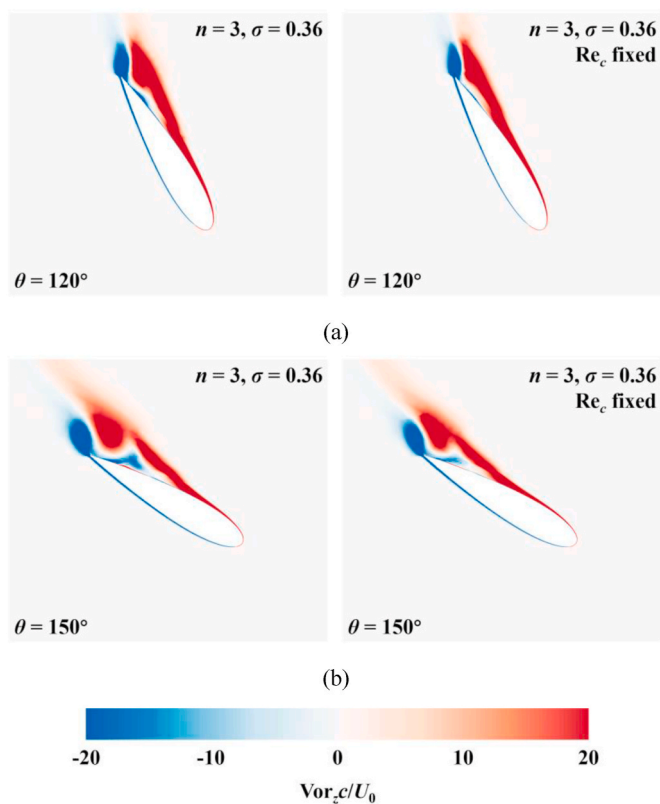 n = 3, σ = 0.36
n = 3, σ = 0.36
Re_c fixed
θ = 120°
θ = 120°
(a)
n = 3, σ = 0.36
n = 3, σ = 0.36
Re_c fixed
θ = 150°
θ = 150°
(b)
-20 -10 0 10 20
Vor_z c/U_0